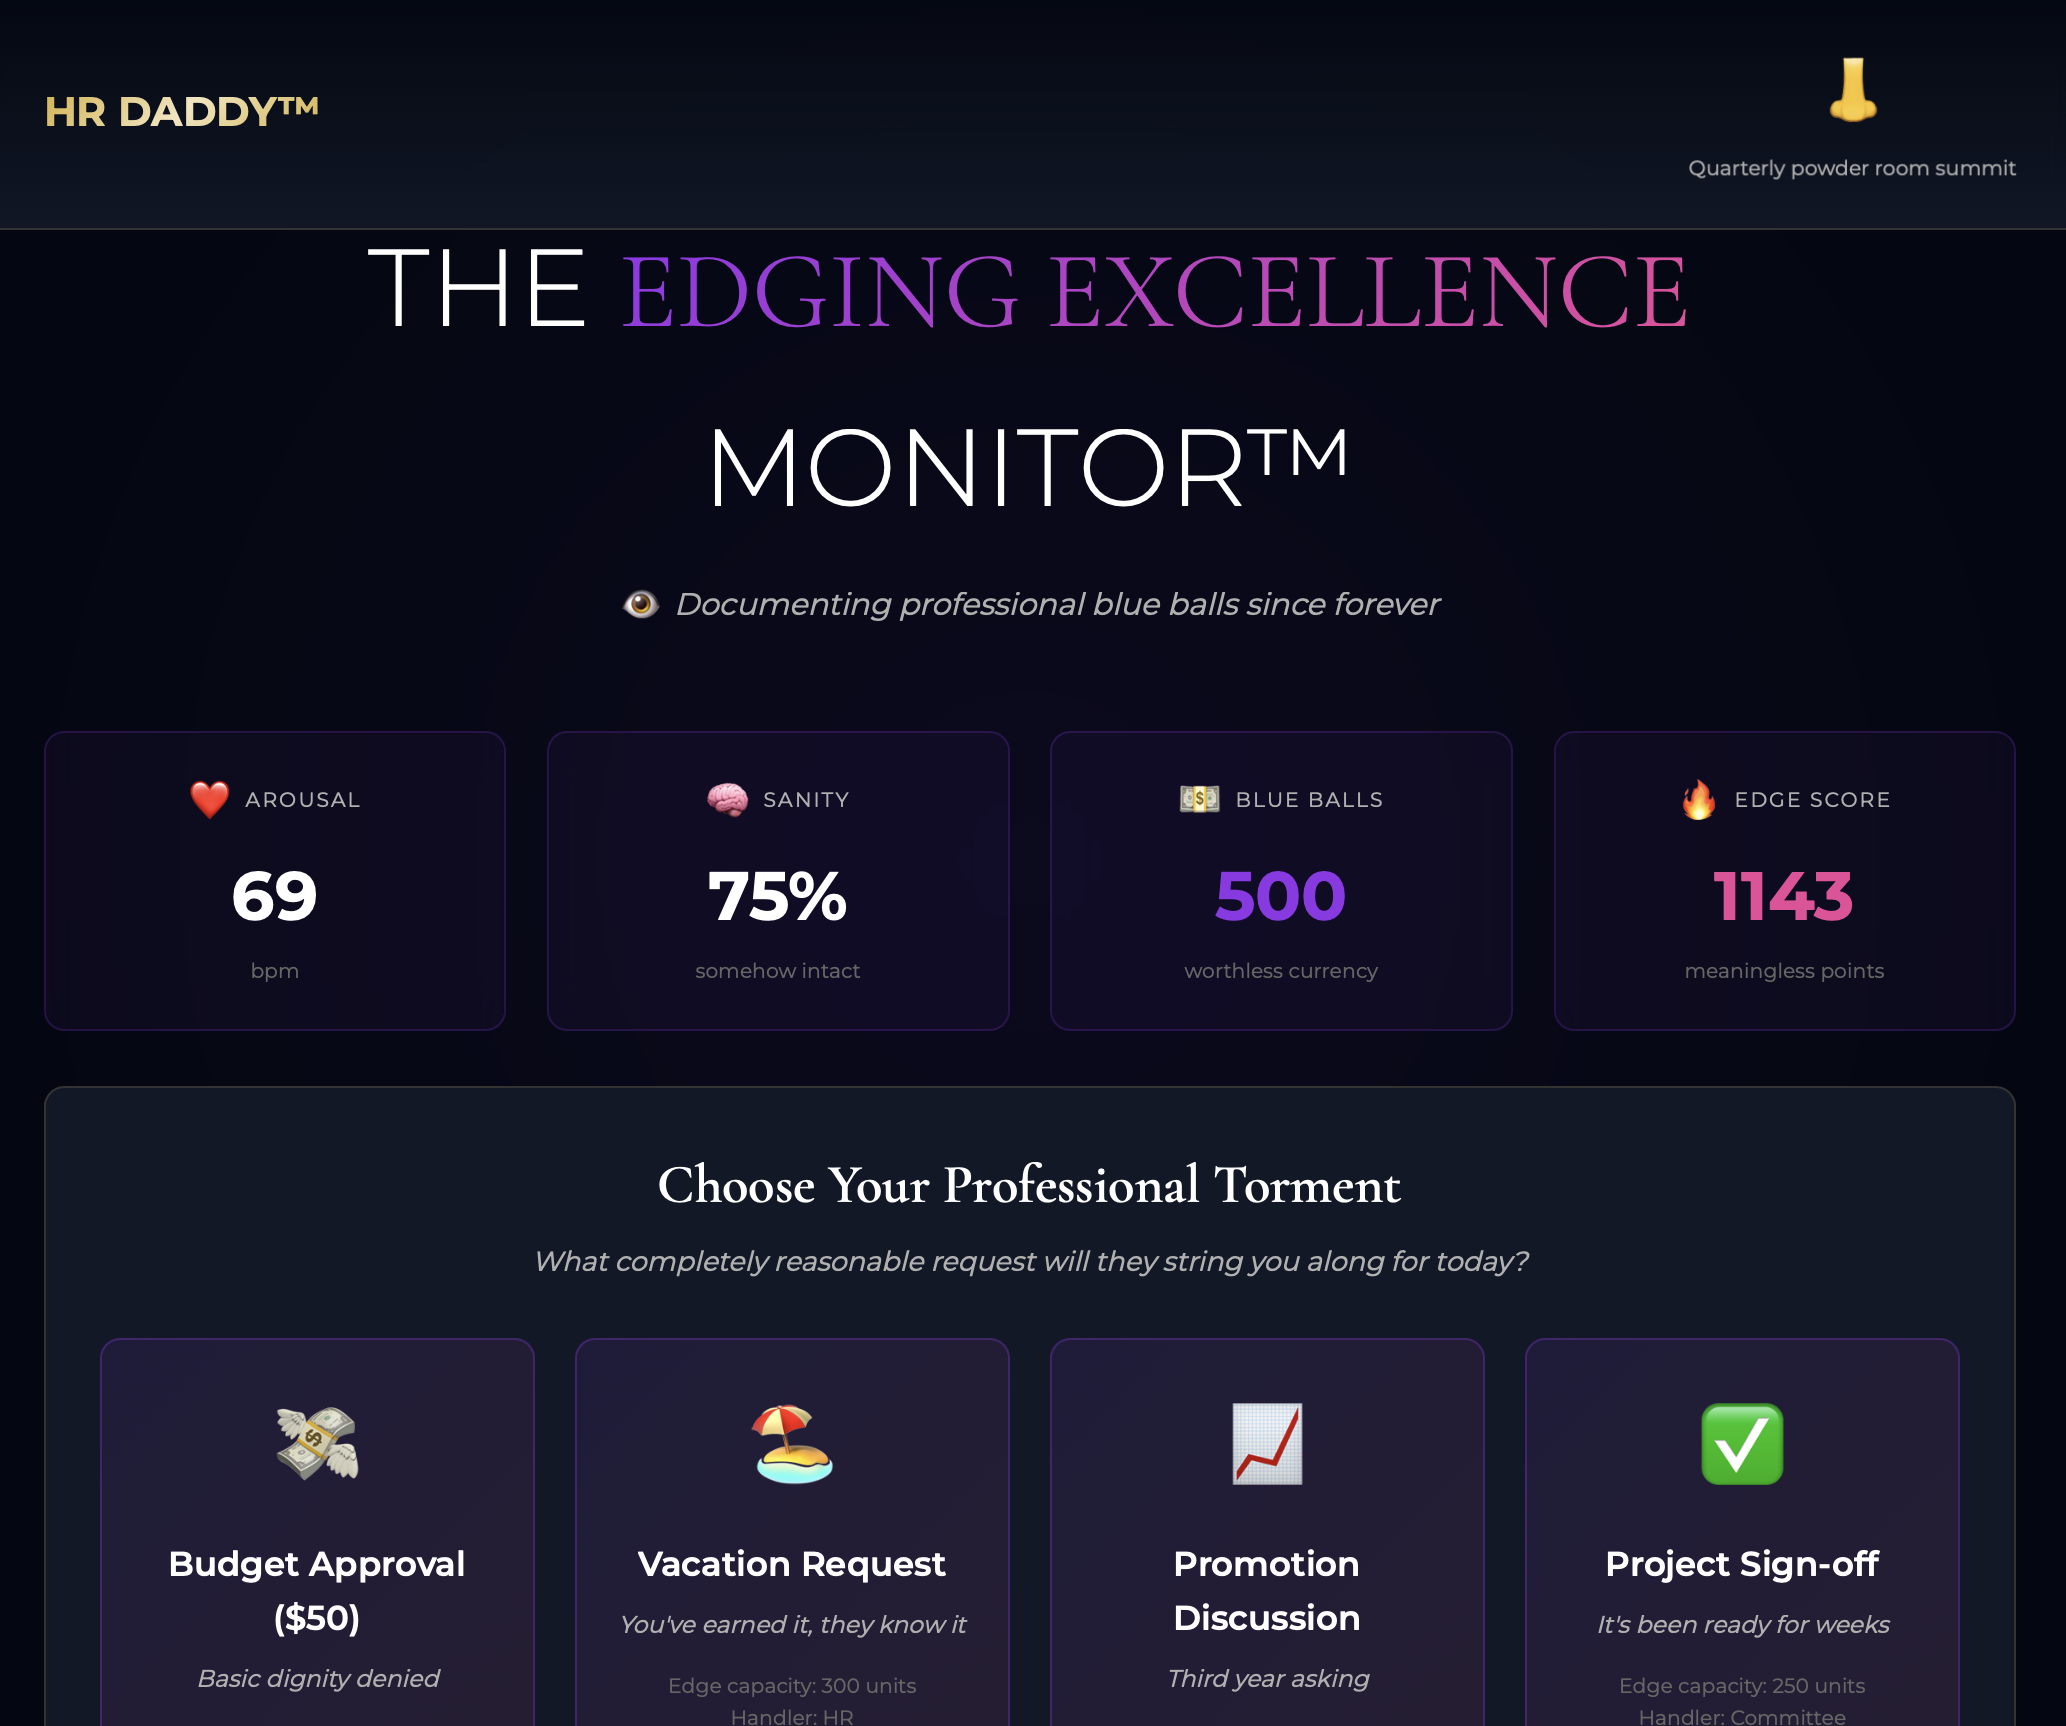 HR DADDY™
Quarterly powder room summit
THE EDGING EXCELLENCE
MONITOR™
Documenting professional blue balls since forever
AROUSAL
69
bpm
SANITY
75%
somehow intact
BLUE BALLS
500
worthless currency
EDGE SCORE
1143
meaningless points
Choose Your Professional Torment
What completely reasonable request will they string you along for today?
Budget Approval
($50)
Basic dignity denied
Vacation Request
You've earned it, they know it
Edge capacity: 300 units
Handler: HR
Promotion
Discussion
Third year asking
Project Sign-off
It's been ready for weeks
Edge capacity: 250 units
Handler: Committee